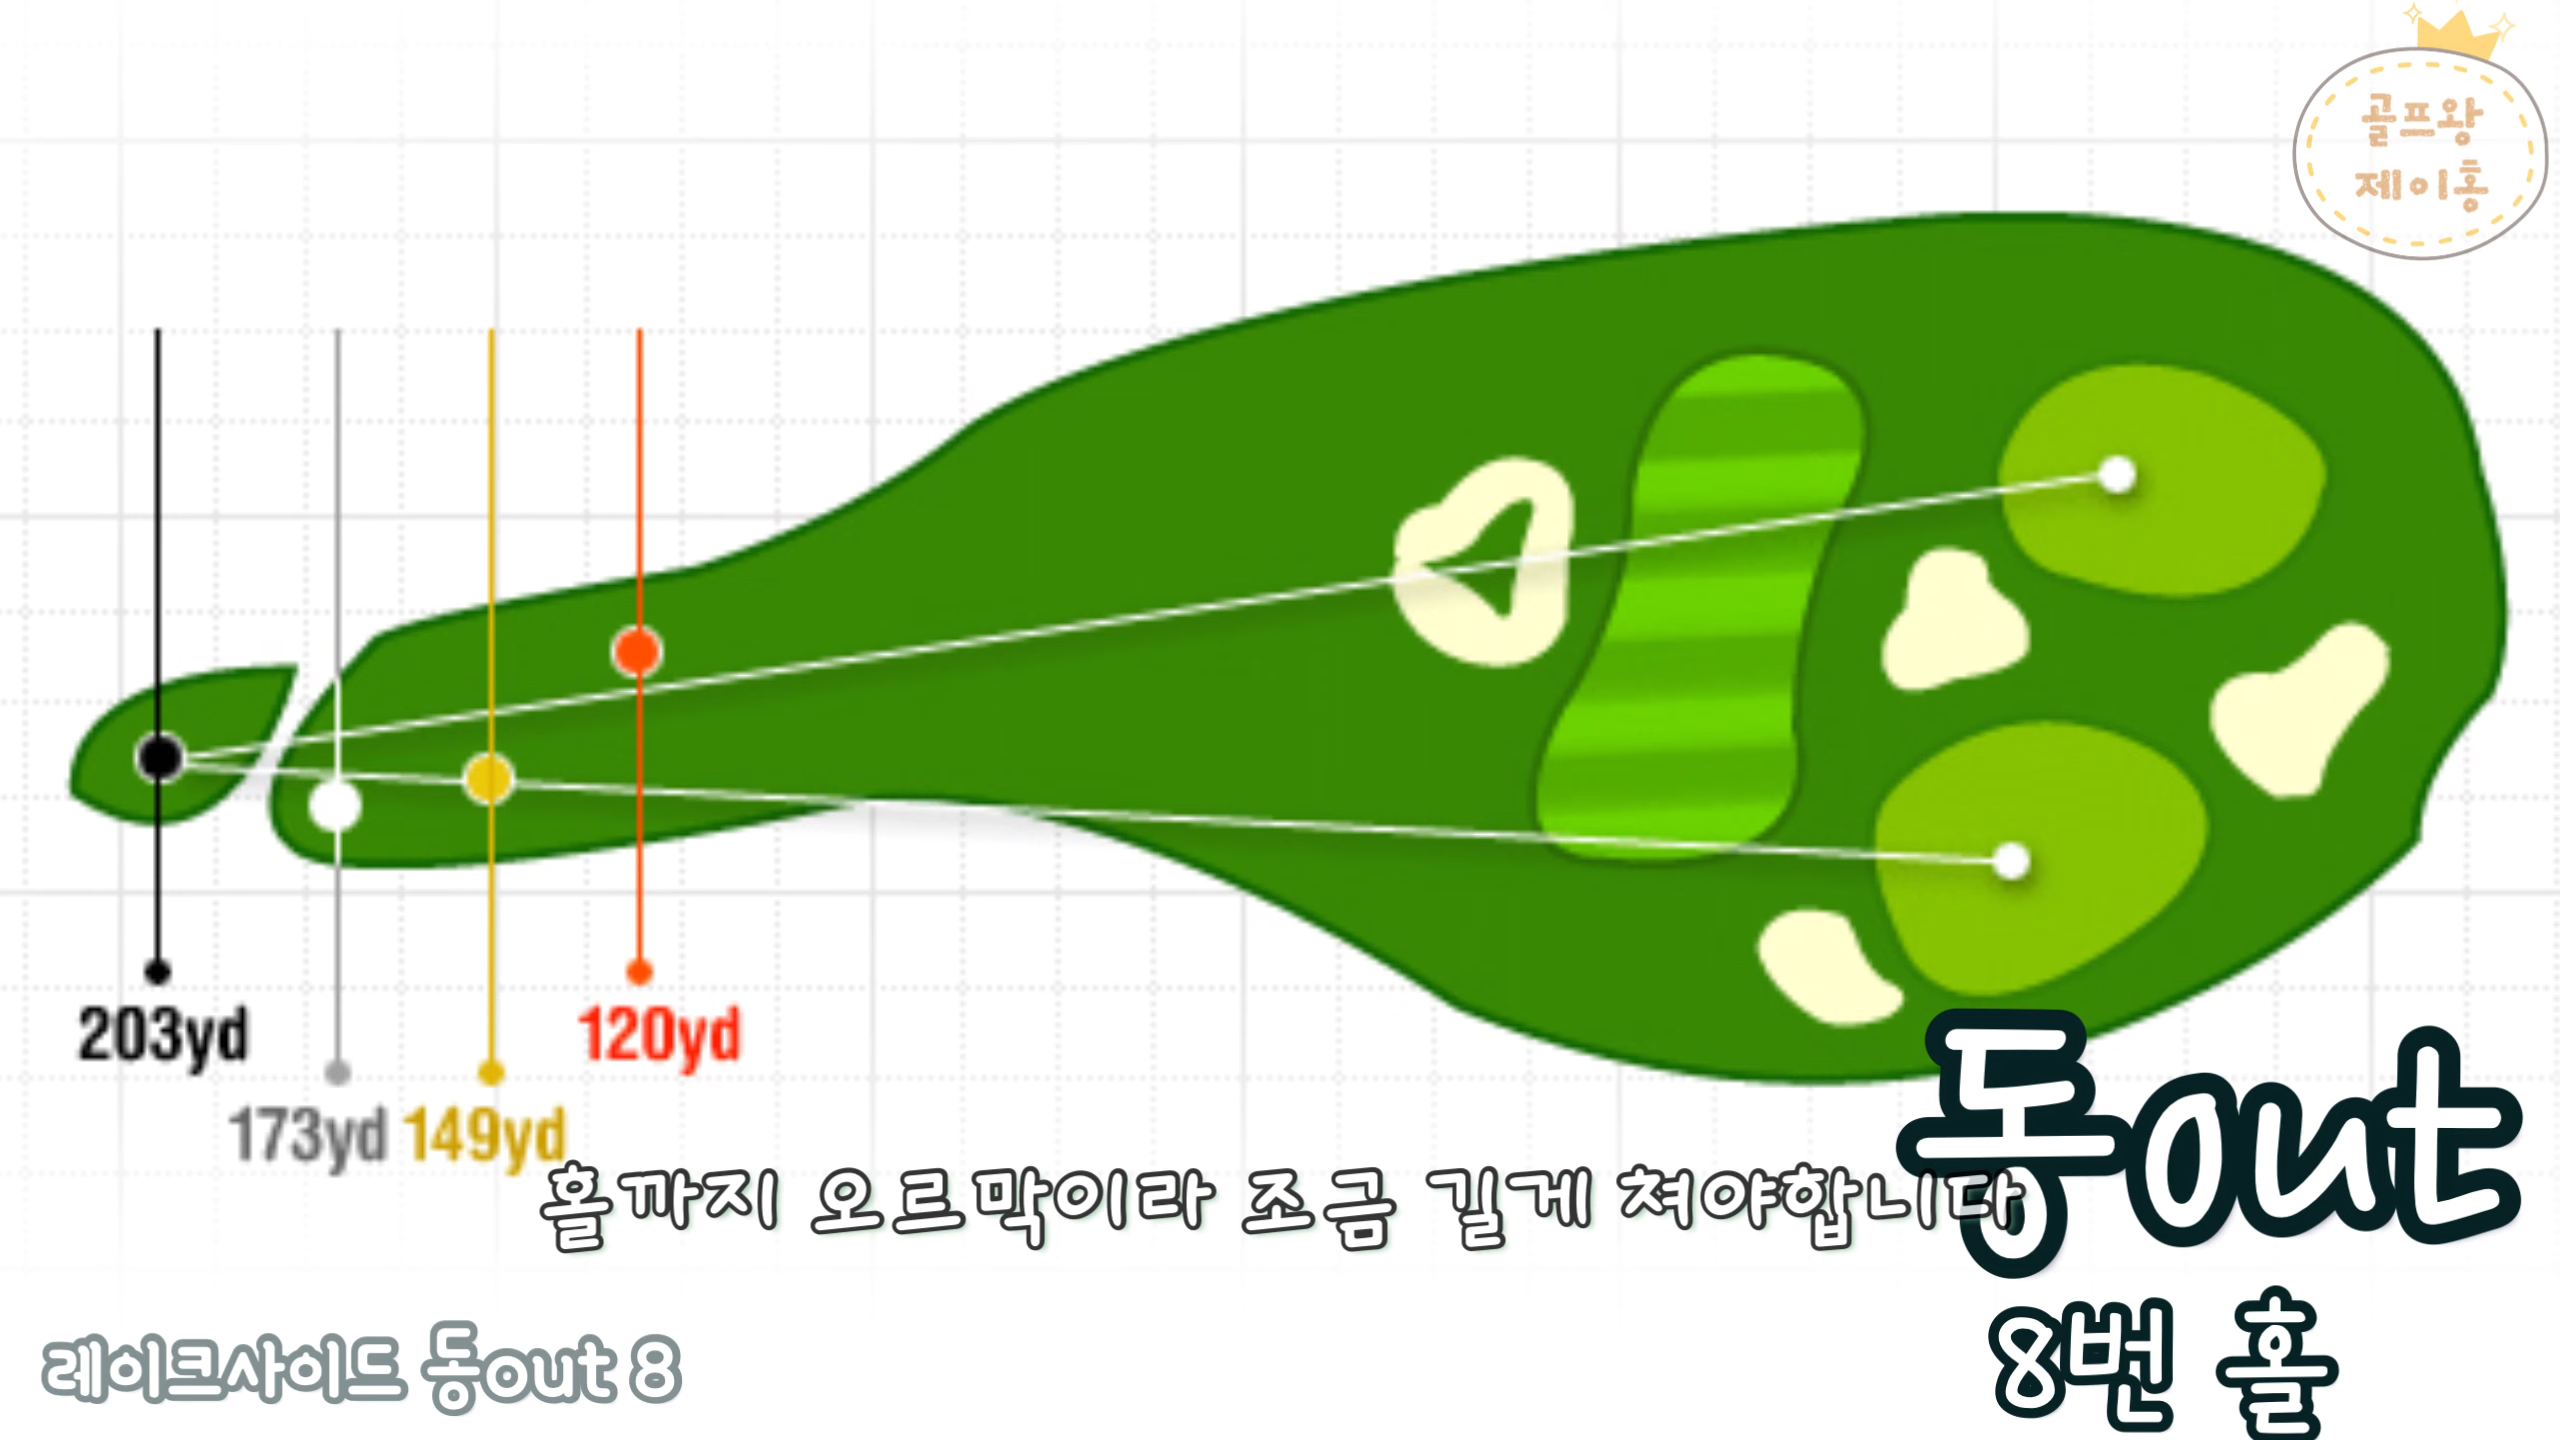 골프왕
제이홍
203yd
120yd
173yd
149yd
동out
홀까지 오르막이라 조금 길게 쳐야합니다
8번 홀
레이크사이드 동out 8